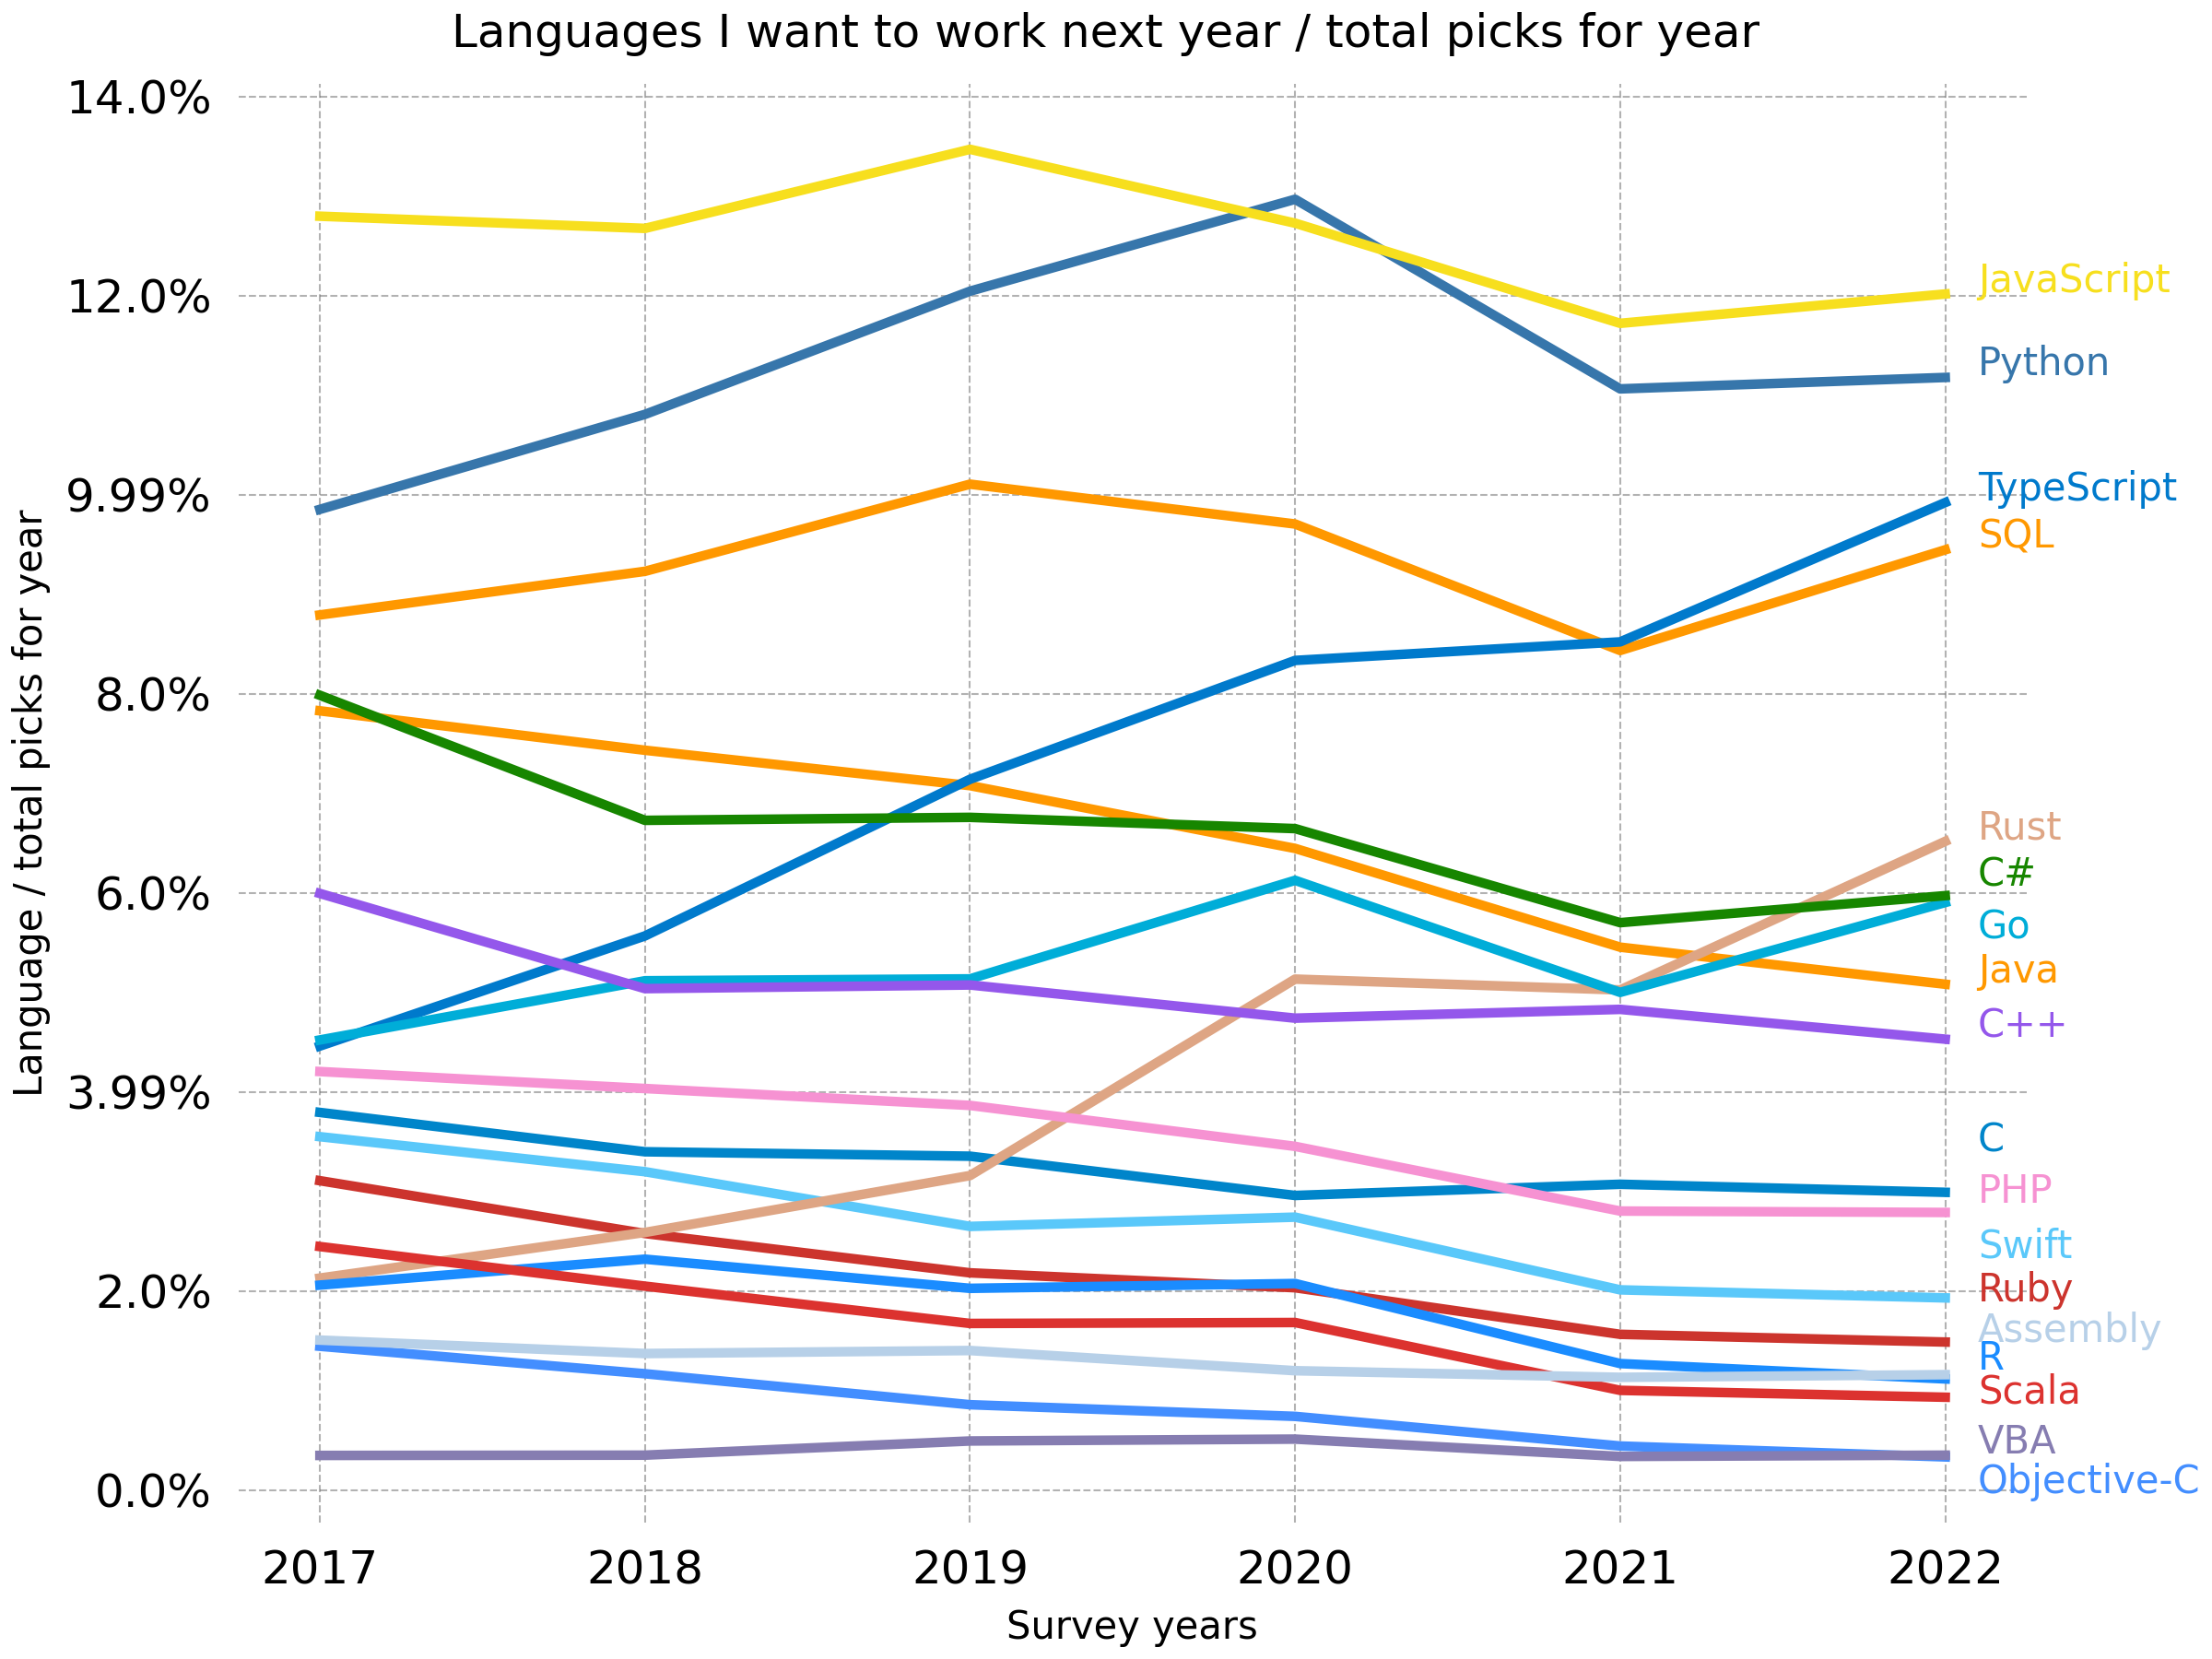 Languages I want to work next year / total picks for year
14.0%
12.0%
9.99%
8.0%
6.0%
3.99%
2.0%
0.0%
Language / total picks for year
JavaScript
Python
TypeScript
SQL
Rust
C#
Go
Java
C++
C
PHP
Swift
Ruby
Assembly
R
Scala
VBA
Objective-C
2017 2018 2019 2020 2021 2022
Survey years